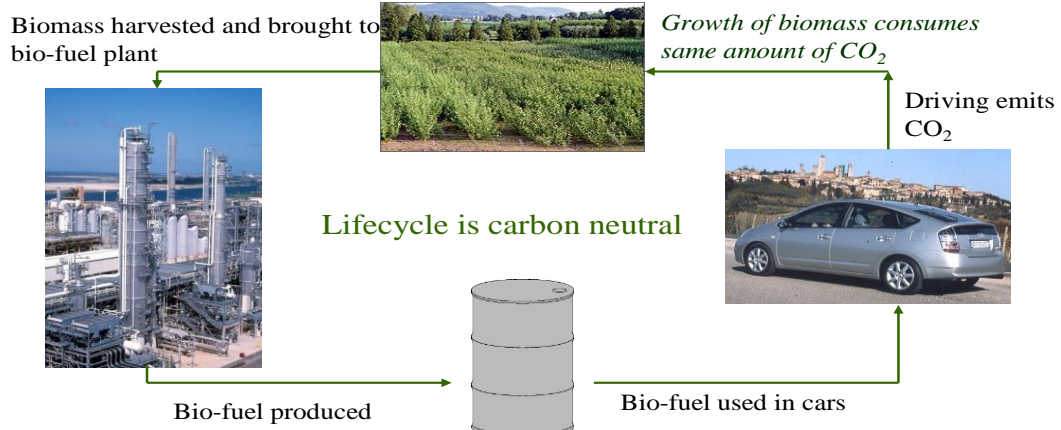 Biomass harvested and brought to
bio-fuel plant
Growth of biomass consumes
same amount of CO₂
Driving emits
CO₂
Lifecycle is carbon neutral
Bio-fuel produced
Bio-fuel used in cars